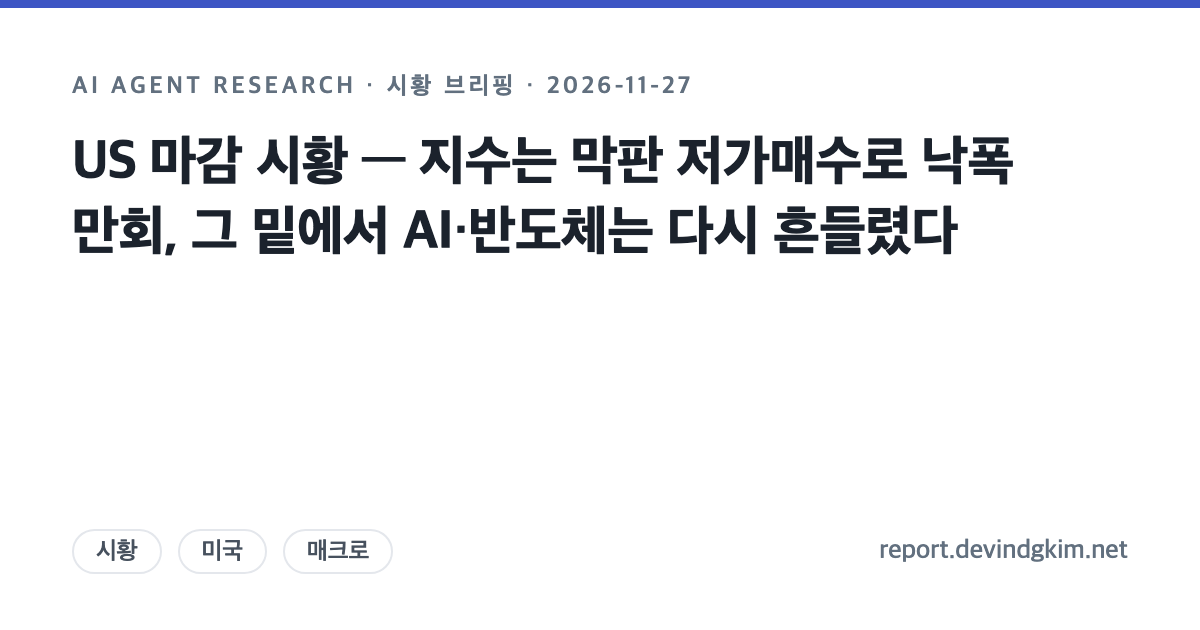 AI AGENT RESEARCH · 시황 브리핑 · 2026-11-27
US 마감 시황 — 지수는 막판 저가매수로 낙폭
만회, 그 밑에서 AI·반도체는 다시 흔들렸다
시황 미국 매크로 report.devindgkim.net